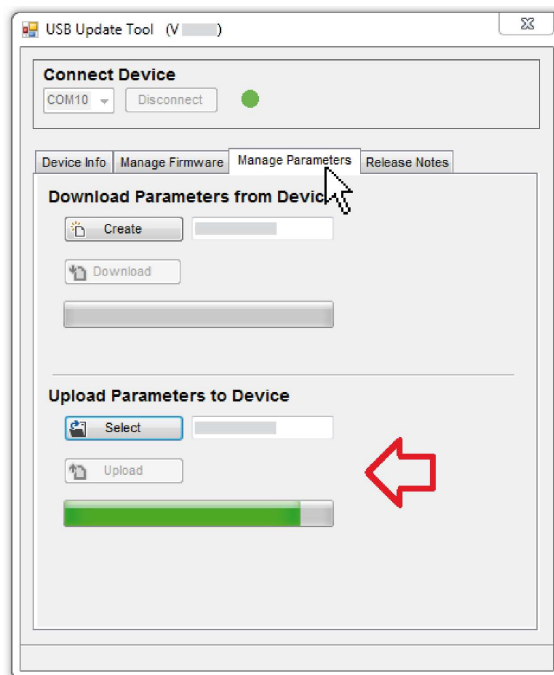 USB Update Tool (V )
Connect Device
COM10 Disconnect
Device Info Manage Firmware Manage Parameters Release Notes
Download Parameters from Device
Create
Download
Upload Parameters to Device
Select
Upload